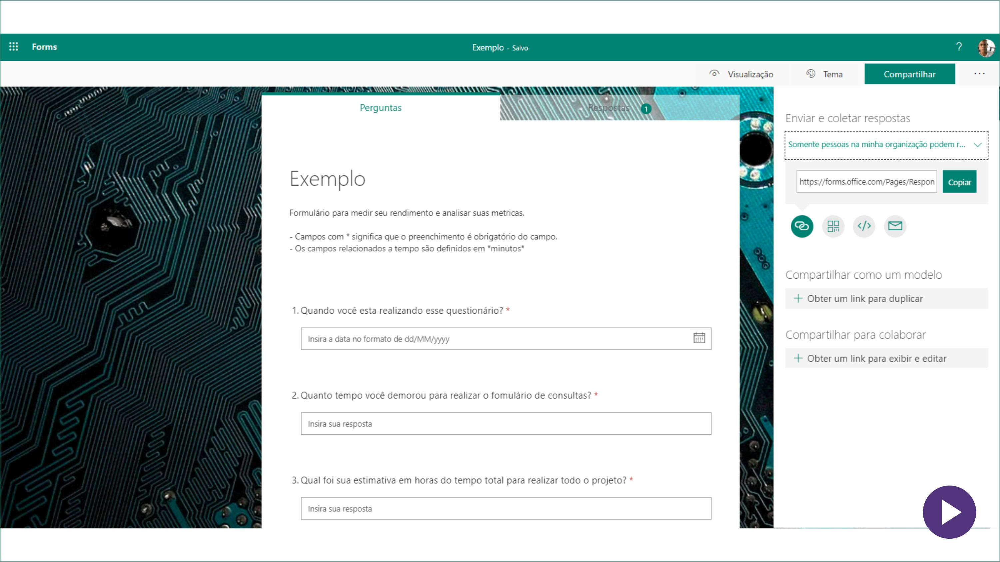 Forms
Exemplo - Salvo
?
Visualização
Tema
Compartilhar
...
Perguntas
Respostas 1
Exemplo
Formulário para medir seu rendimento e analisar suas metricas.
- Campos com * significa que o preenchimento é obrigatório do campo.
- Os campos relacionados a tempo são definidos em *minutos*
1. Quando você esta realizando esse questionário? *
Insira a data no formato de dd/MM/yyyy
2. Quanto tempo você demorou para realizar o fomulário de consultas? *
Insira sua resposta
3. Qual foi sua estimativa em horas do tempo total para realizar todo o projeto? *
Insira sua resposta
Enviar e coletar respostas
Somente pessoas na minha organização podem r...
https://forms.office.com/Pages/Respon
Copiar
Compartilhar como um modelo
+ Obter um link para duplicar
Compartilhar para colaborar
+ Obter um link para exibir e editar